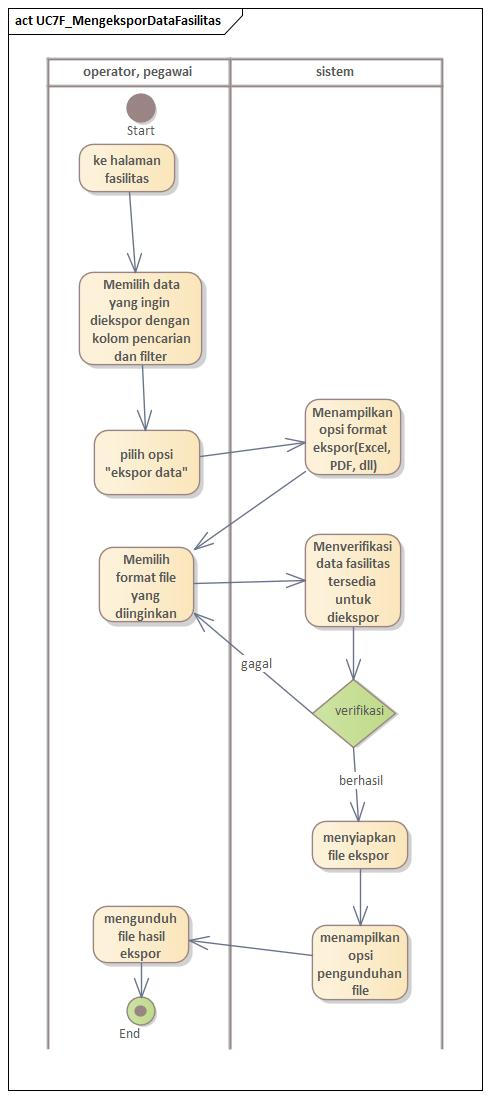 act UC7F_MengeksporDataFasilitas
operator, pegawai
sistem
Start
ke halaman
fasilitas
Memilih data
yang ingin
diekspor dengan
kolom pencarian
dan filter
pilih opsi
"ekspor data"
Menampilkan
opsi format
ekspor(Excel,
PDF, dll)
Memilih
format file
yang
diinginkan
Menverifikasi
data fasilitas
tersedia
untuk
diekspor
gagal
verifikasi
berhasil
menyiapkan
file ekspor
menampilkan
opsi
pengunduhan
file
mengunduh
file hasil
ekspor
End